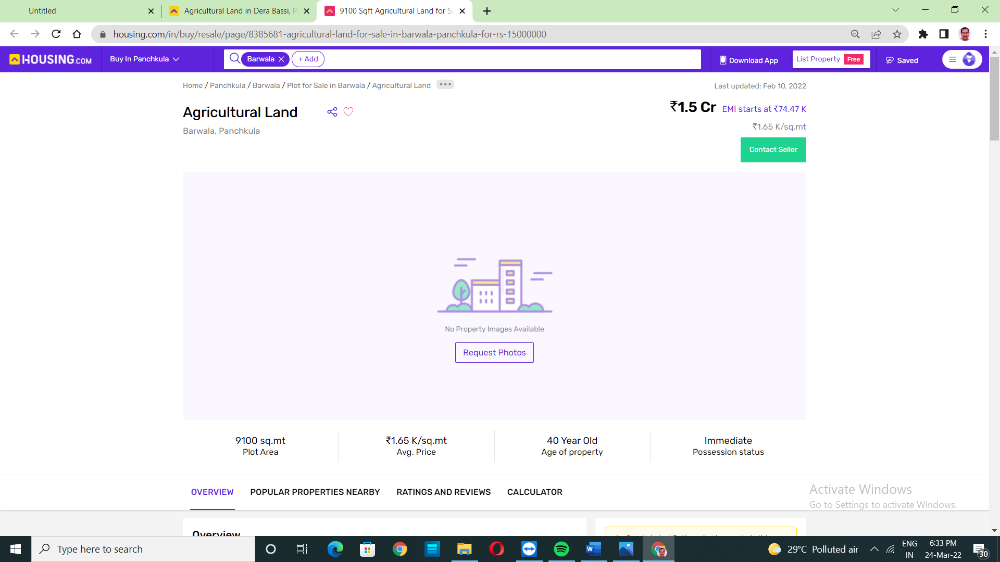 Untitled
Agricultural Land in Dera Bassi, P
9100 Sqft Agricultural Land for Sa
housing.com/in/buy/resale/page/8385681-agricultural-land-for-sale-in-barwala-panchkula-for-rs-15000000
HOUSING.COM
Buy In Panchkula
Barwala
+ Add
Download App
List Property Free
Saved
Home / Panchkula / Barwala / Plot for Sale in Barwala / Agricultural Land
Last updated: Feb 10, 2022
Agricultural Land
₹1.5 Cr EMI starts at ₹74.47 K
Barwala, Panchkula
₹1.65 K/sq.mt
Contact Seller
No Property Images Available
Request Photos
9100 sq.mt
Plot Area
₹1.65 K/sq.mt
Avg. Price
40 Year Old
Age of property
Immediate
Possession status
OVERVIEW
POPULAR PROPERTIES NEARBY
RATINGS AND REVIEWS
CALCULATOR
Activate Windows
Go to Settings to activate Windows.
Overview
Type here to search
29°C Polluted air
ENG
IN
6:33 PM
24-Mar-22
30